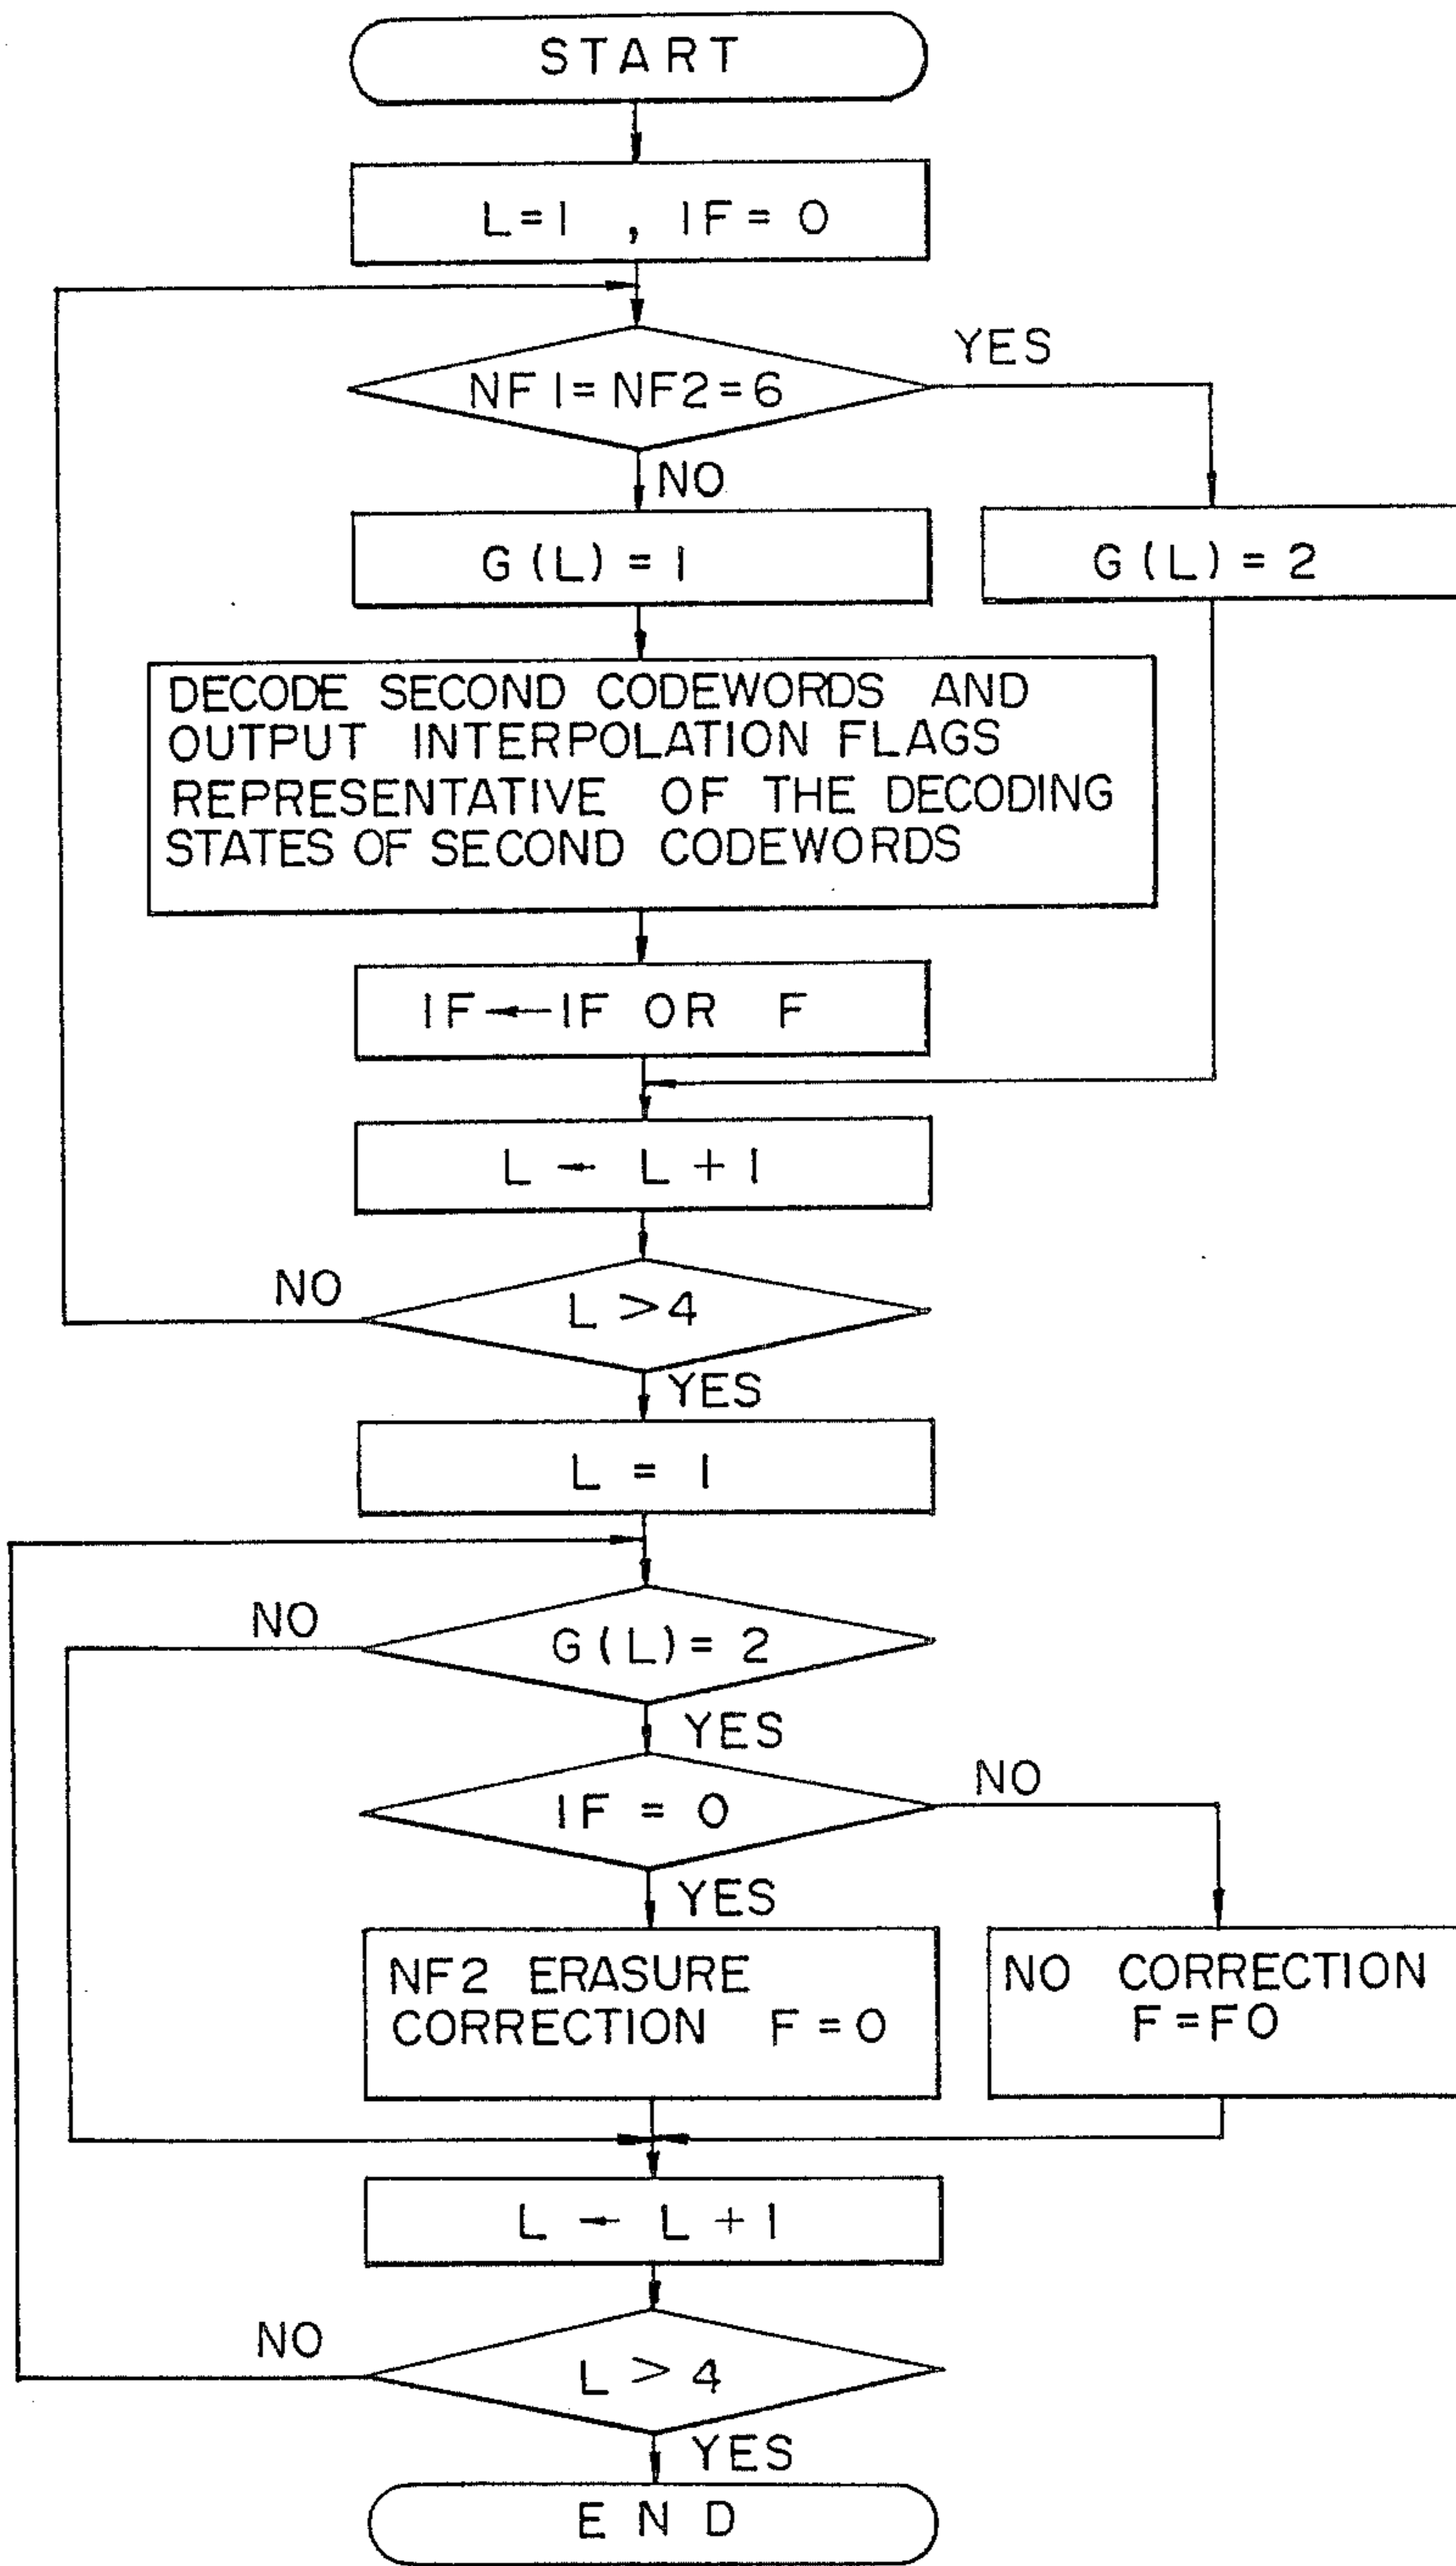 START
L=1 , IF = 0
NF1=NF2=6
YES
NO
G(L) = 1
G(L) = 2
DECODE SECOND CODEWORDS AND
OUTPUT INTERPOLATION FLAGS
REPRESENTATIVE OF THE DECODING
STATES OF SECOND CODEWORDS
IF←IF OR F
L ← L + 1
NO
L >4
YES
L = 1
NO
G(L)= 2
YES
NO
IF = 0
YES
NF2 ERASURE
CORRECTION F = 0
NO CORRECTION
F = F0
L ← L + 1
NO
L > 4
YES
END